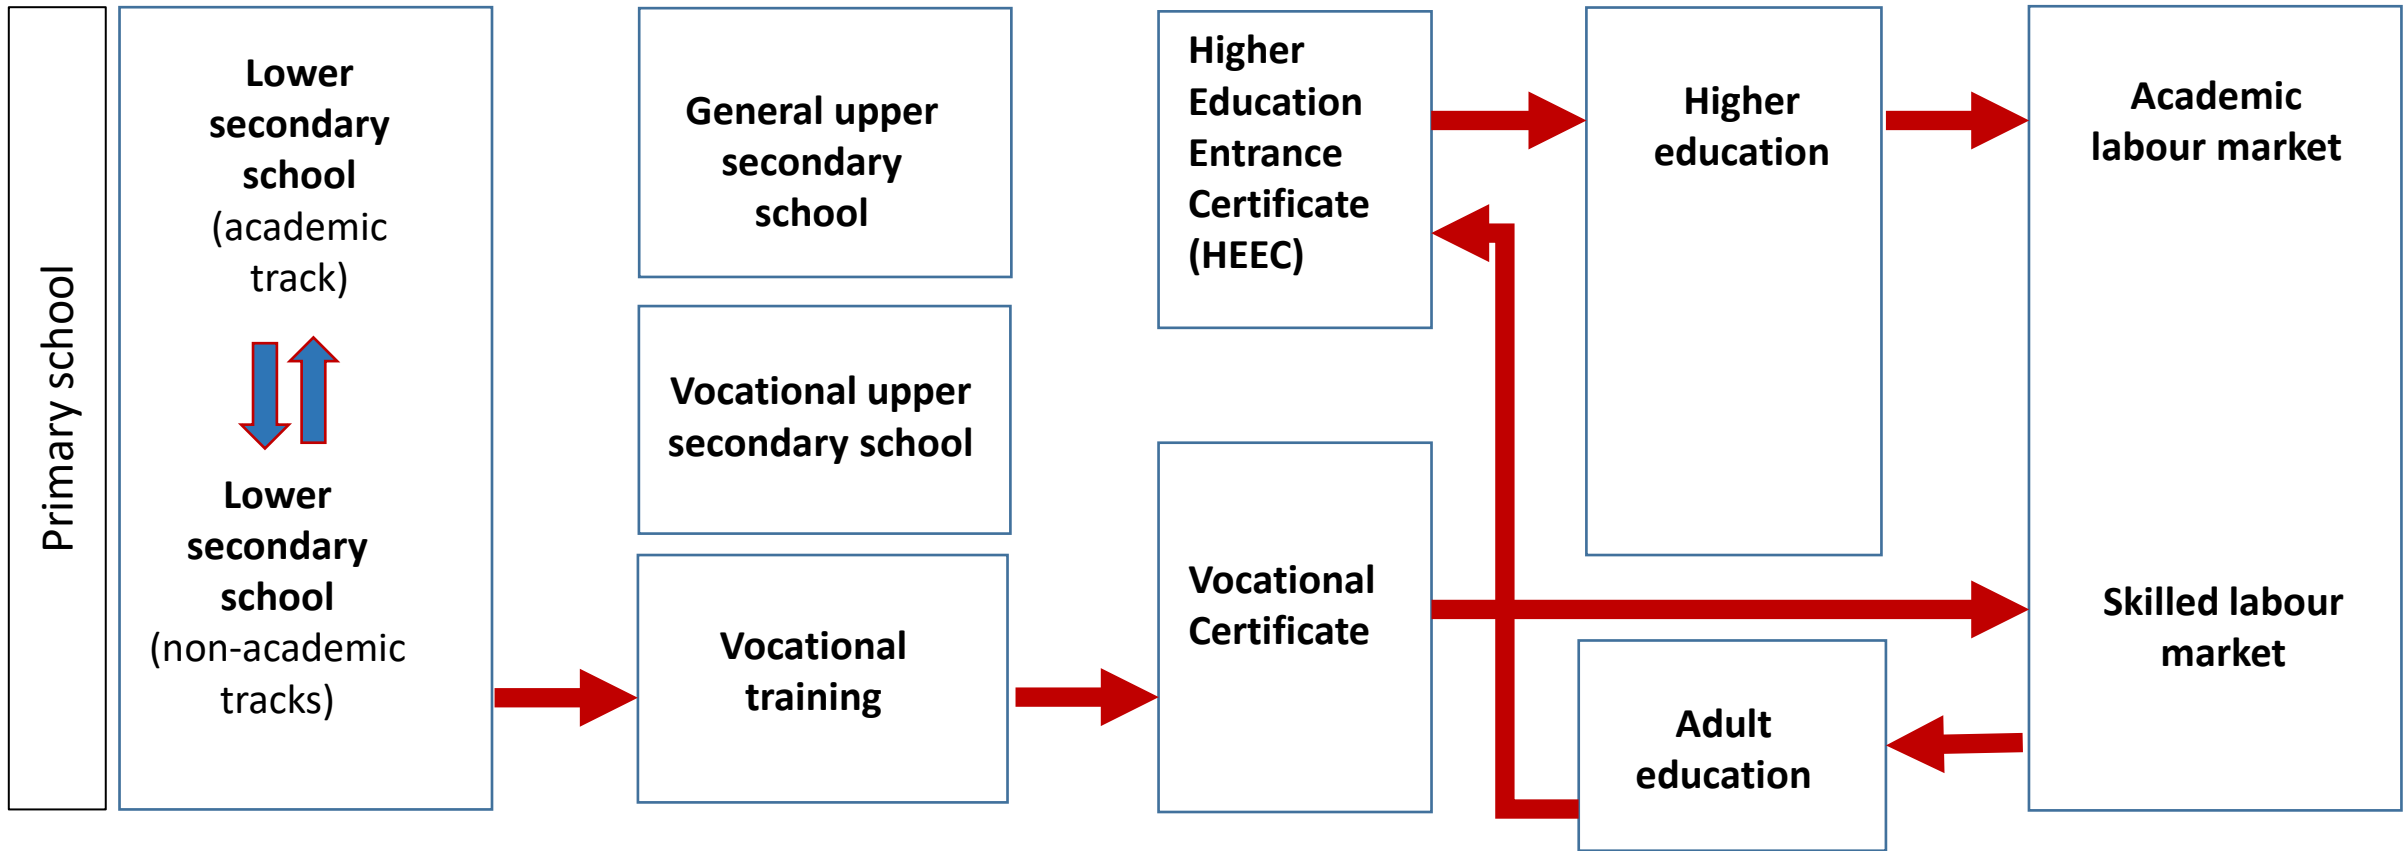 Primary school
Lower
secondary
school
(academic
track)
Lower
secondary
school
(non-academic
tracks)
General upper
secondary
school
Vocational upper
secondary school
Vocational
training
Higher
Education
Entrance
Certificate
(HEEC)
Vocational
Certificate
Higher
education
Adult
education
Academic
labour market
Skilled labour
market